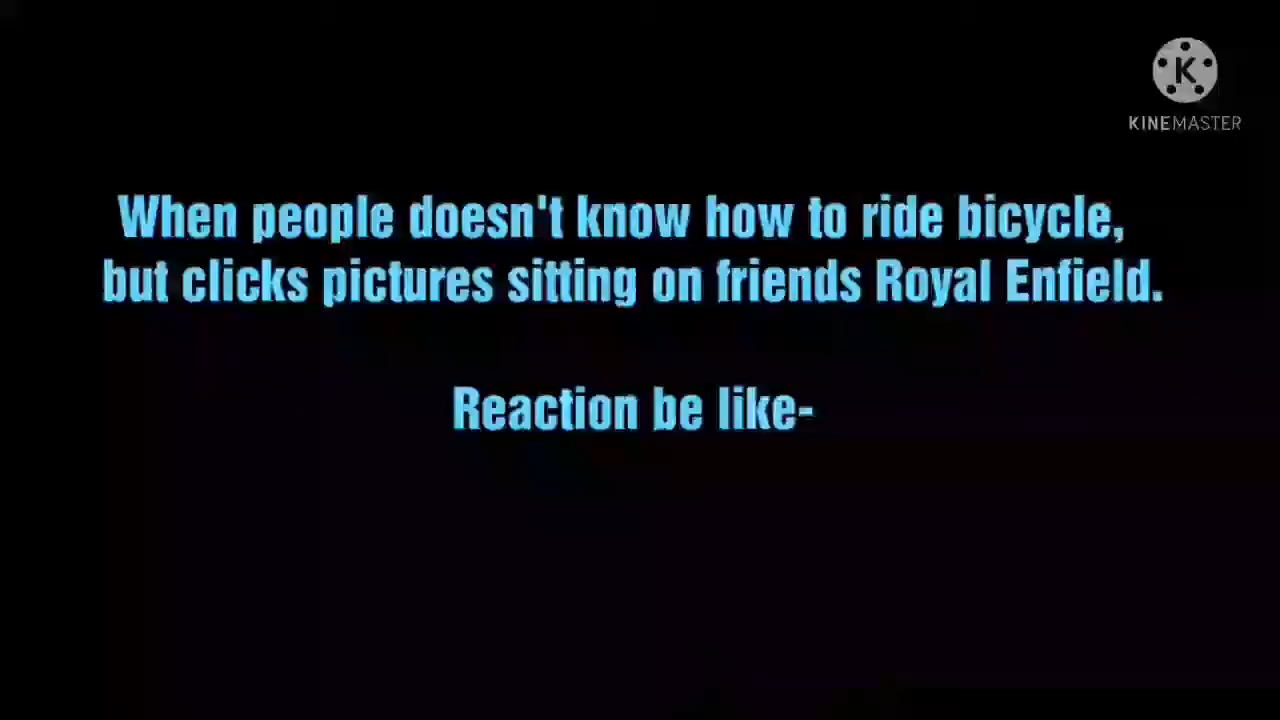 K
KINEMASTER
When people doesn't know how to ride bicycle,
but clicks pictures sitting on friends Royal Enfield.
Reaction be like-